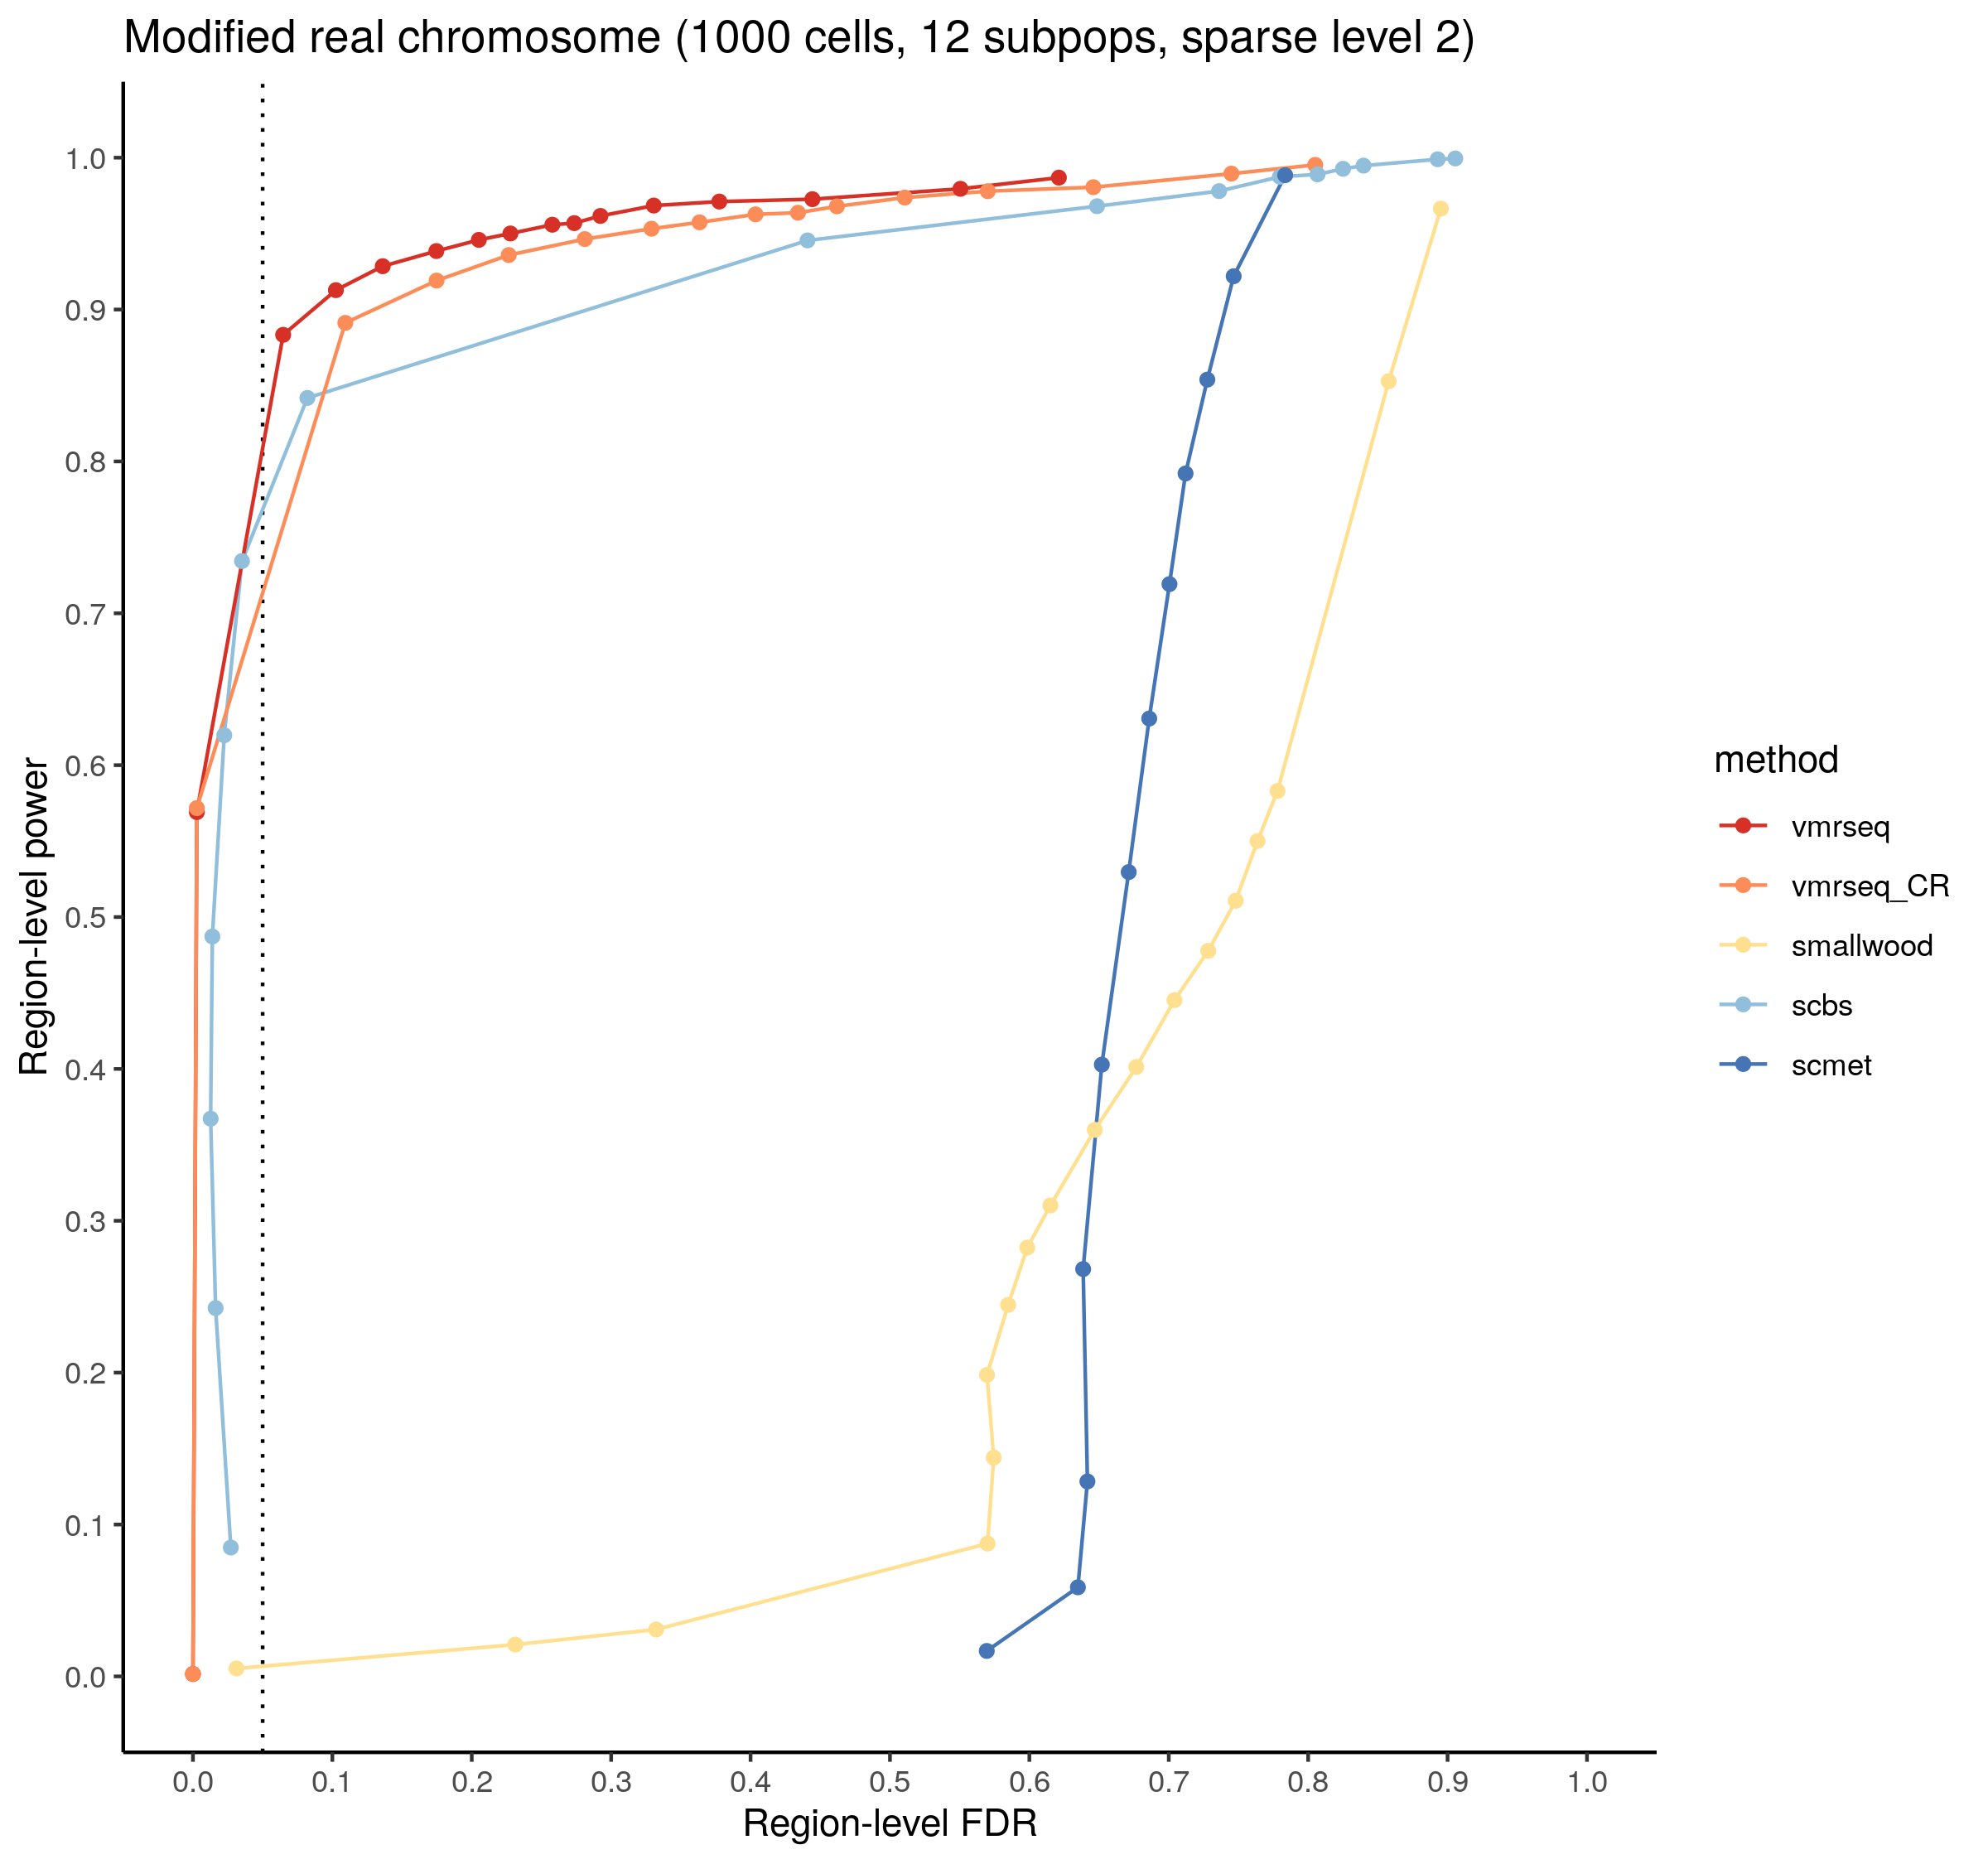 Modified real chromosome (1000 cells, 12 subpops, sparse level 2)
Region-level power
1.0
0.9
0.8
0.7
0.6
0.5
0.4
0.3
0.2
0.1
0.0
0.0 0.1 0.2 0.3 0.4 0.5 0.6 0.7 0.8 0.9 1.0
Region-level FDR
method
vmrseq
vmrseq_CR
smallwood
scbs
scmet